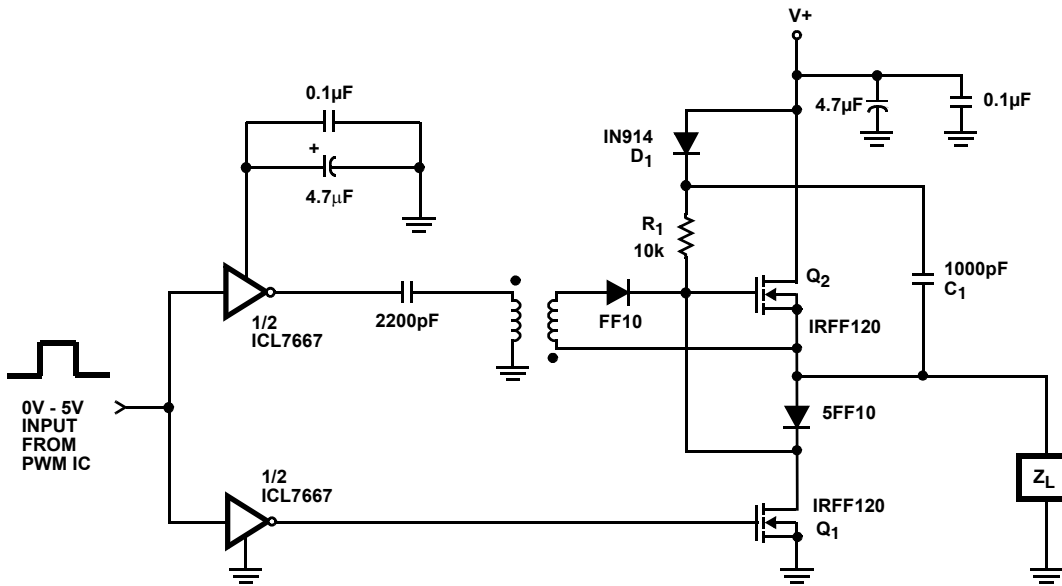 V+
0.1µF
4.7µF
0.1µF
IN914
D1
+
4.7µF
R1
10k
Q2
1000pF
C1
2200pF
FF10
IRFF120
1/2
ICL7667
0V - 5V
INPUT
FROM
PWM IC
5FF10
1/2
ICL7667
ZL
IRFF120
Q1